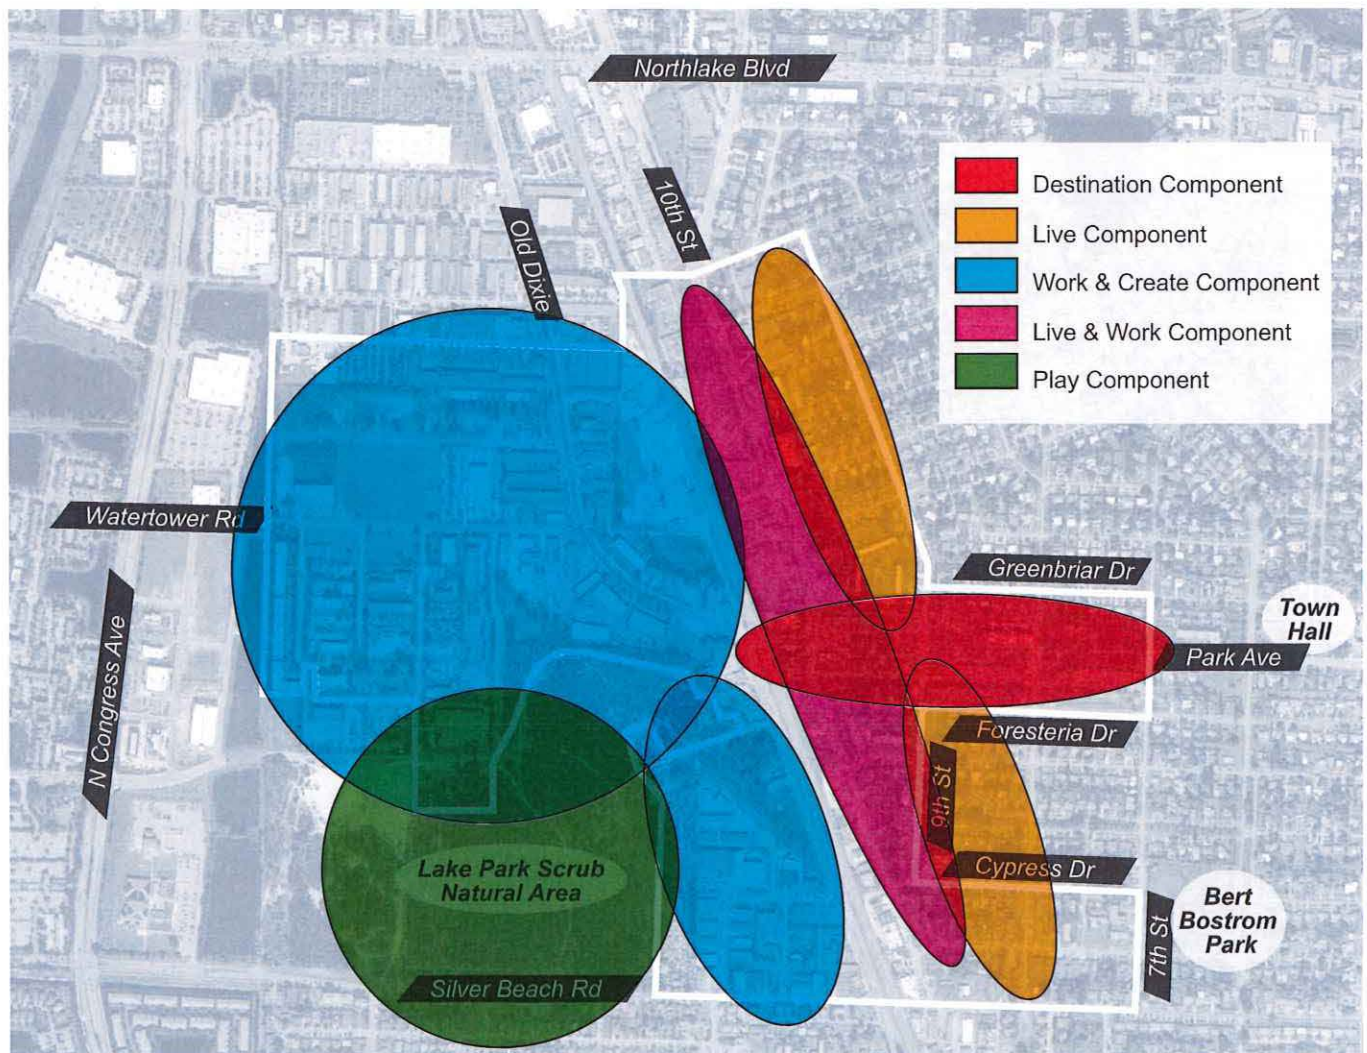 Northlake Blvd
10th St
Old Dixie
Destination Component
Live Component
Work & Create Component
Live & Work Component
Play Component
Watertower Rd
N Congress Ave
Greenbriar Dr
Town
Hall
Park Ave
Foresteria Dr
9th St
Cypress Dr
Lake Park Scrub
Natural Area
Bert
Bostrom
Park
7th St
Silver Beach Rd